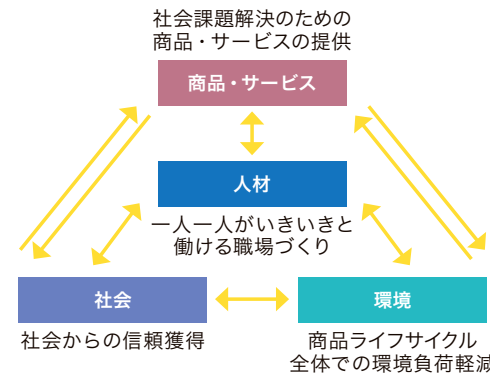 社会課題解決のための
商品・サービスの提供
商品・サービス
人材
一人一人がいきいきと
働ける職場づくり
社会
環境
社会からの信頼獲得
商品ライフサイクル
全体での環境負荷軽減